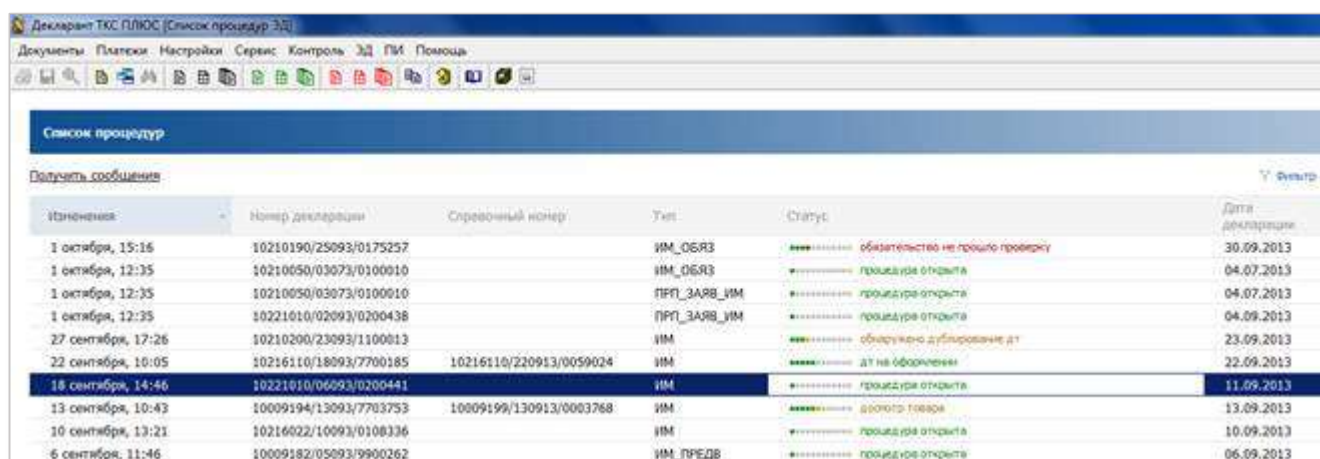 Декларант ТКС ПЛЮС [Список процедур ЭД]
Документы Платежи Настройки Сервис Контроль ЭД ПИ Помощь
Список процедур
Получить сообщения Фильтр
Изменения Номер декларации Справочный номер Тип Статус Дата декларации
1 октября, 15:16 10210190/25093/0175257 ИМ_ОБЯЗ обязательство не прошло проверку 30.09.2013
1 октября, 12:35 10210050/03073/0100010 ИМ_ОБЯЗ процедура открыта 04.07.2013
1 октября, 12:35 10210050/03073/0100010 ПРП_ЗАЯВ_ИМ процедура открыта 04.07.2013
1 октября, 12:35 10221010/02093/0200438 ПРП_ЗАЯВ_ИМ процедура открыта 04.09.2013
27 сентября, 17:26 10210200/23093/1100013 ИМ обнаружено дублирование дт 23.09.2013
22 сентября, 10:05 10216110/18093/7700185 10216110/220913/0059024 ИМ дт на оформлении 22.09.2013
18 сентября, 14:46 10221010/06093/0200441 ИМ процедура открыта 11.09.2013
13 сентября, 10:43 10009194/13093/7703753 10009199/130913/0003768 ИМ досмотр товара 13.09.2013
10 сентября, 13:21 10216022/10093/0108336 ИМ процедура открыта 10.09.2013
6 сентября, 11:46 10009182/05093/9900262 ИМ_ПРЕДВ процедура открыта 06.09.2013